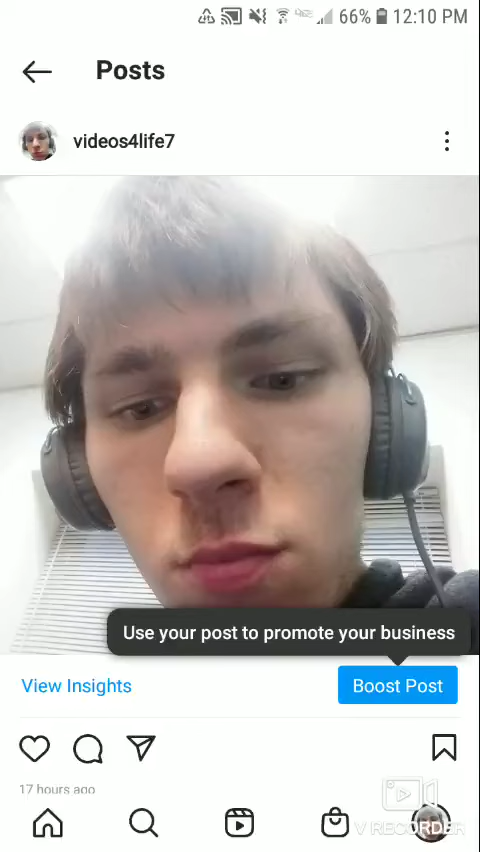 66% 12:10 PM
Posts
videos4life7
Use your post to promote your business
View Insights
Boost Post
17 hours ago
V RECORDER